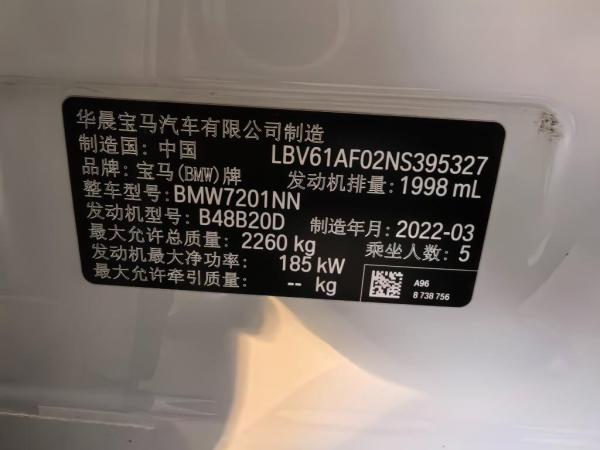 华晨宝马汽车有限公司制造
制造国: 中国 LBV61AF02NS395327
品牌: 宝马(BMW)牌 发动机排量: 1998 mL
整车型号: BMW7201NN
发动机型号: B48B20D 制造年月: 2022-03
最大允许总质量: 2260 kg 乘坐人数: 5
发动机最大净功率: 185 kW
最大允许牵引质量: -- kg
A96
8 738 756